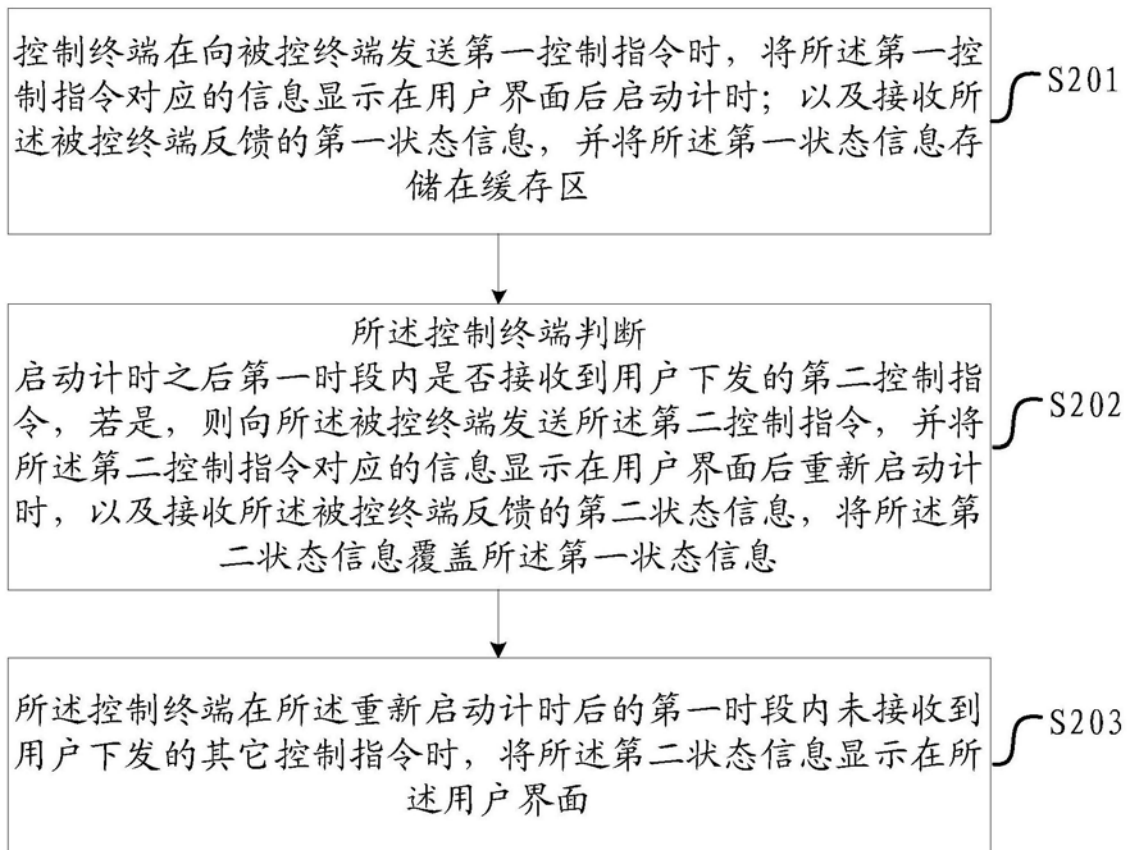 控制终端在向被控终端发送第一控制指令时，将所述第一控
制指令对应的信息显示在用户界面后启动计时；以及接收所
述被控终端反馈的第一状态信息，并将所述第一状态信息存
储在缓存区
S201
所述控制终端判断
启动计时之后第一时段内是否接收到用户下发的第二控制指
令，若是，则向所述被控终端发送所述第二控制指令，并将
所述第二控制指令对应的信息显示在用户界面后重新启动计
时，以及接收所述被控终端反馈的第二状态信息，将所述第
二状态信息覆盖所述第一状态信息
S202
所述控制终端在所述重新启动计时后的第一时段内未接收到
用户下发的其它控制指令时，将所述第二状态信息显示在所
述用户界面
S203